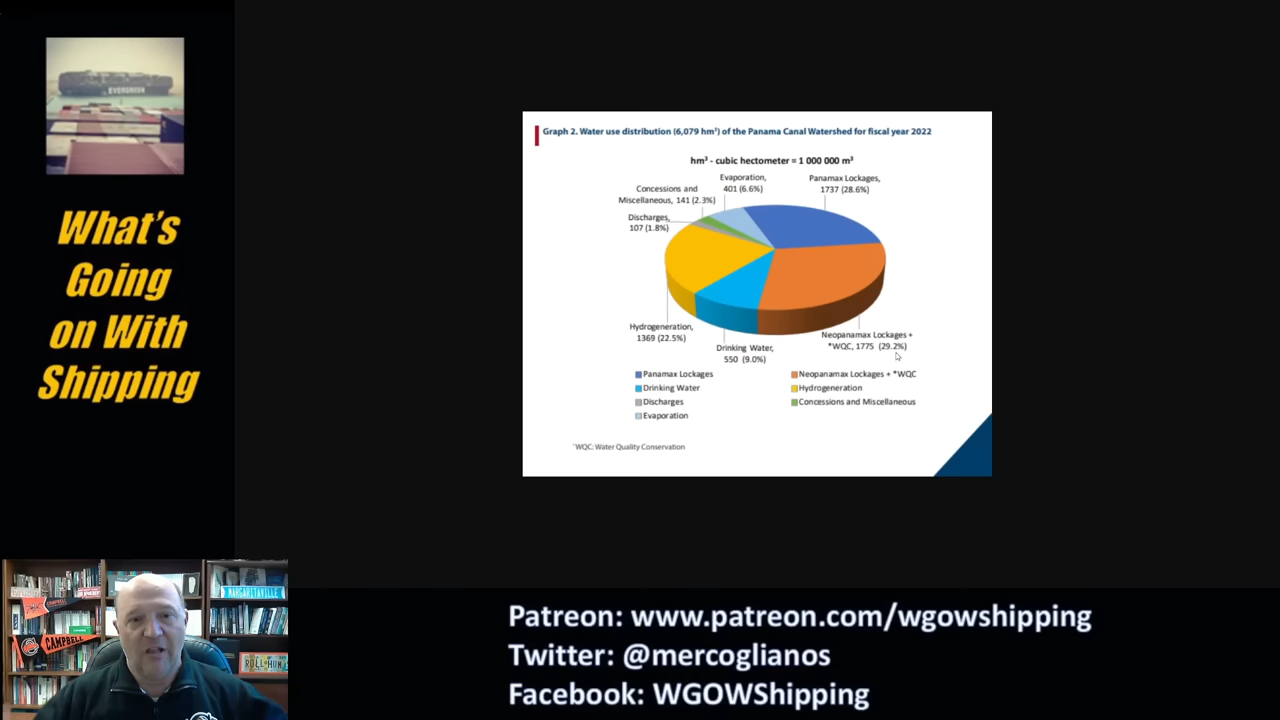 EVERGREEN
What's
Going
on With
Shipping
Graph 2. Water use distribution (6,079 hm³) of the Panama Canal Watershed for fiscal year 2022
hm³ - cubic hectometer = 1 000 000 m³
Evaporation,
401 (6.6%)
Panamax Lockages,
1737 (28.6%)
Concessions and
Miscellaneous, 141 (2.3%)
Discharges,
107 (1.8%)
Hydrogeneration,
1369 (22.5%)
Drinking Water,
550 (9.0%)
Neopanamax Lockages +
*WQC, 1775 (29.2%)
Panamax Lockages
Neopanamax Lockages + *WQC
Drinking Water
Hydrogeneration
Discharges
Concessions and Miscellaneous
Evaporation
*WQC: Water Quality Conservation
MARGARITAVILLE
CAMPBELL
Patreon: www.patreon.com/wgowshipping
Twitter: @mercoglianos
Facebook: WGOWShipping